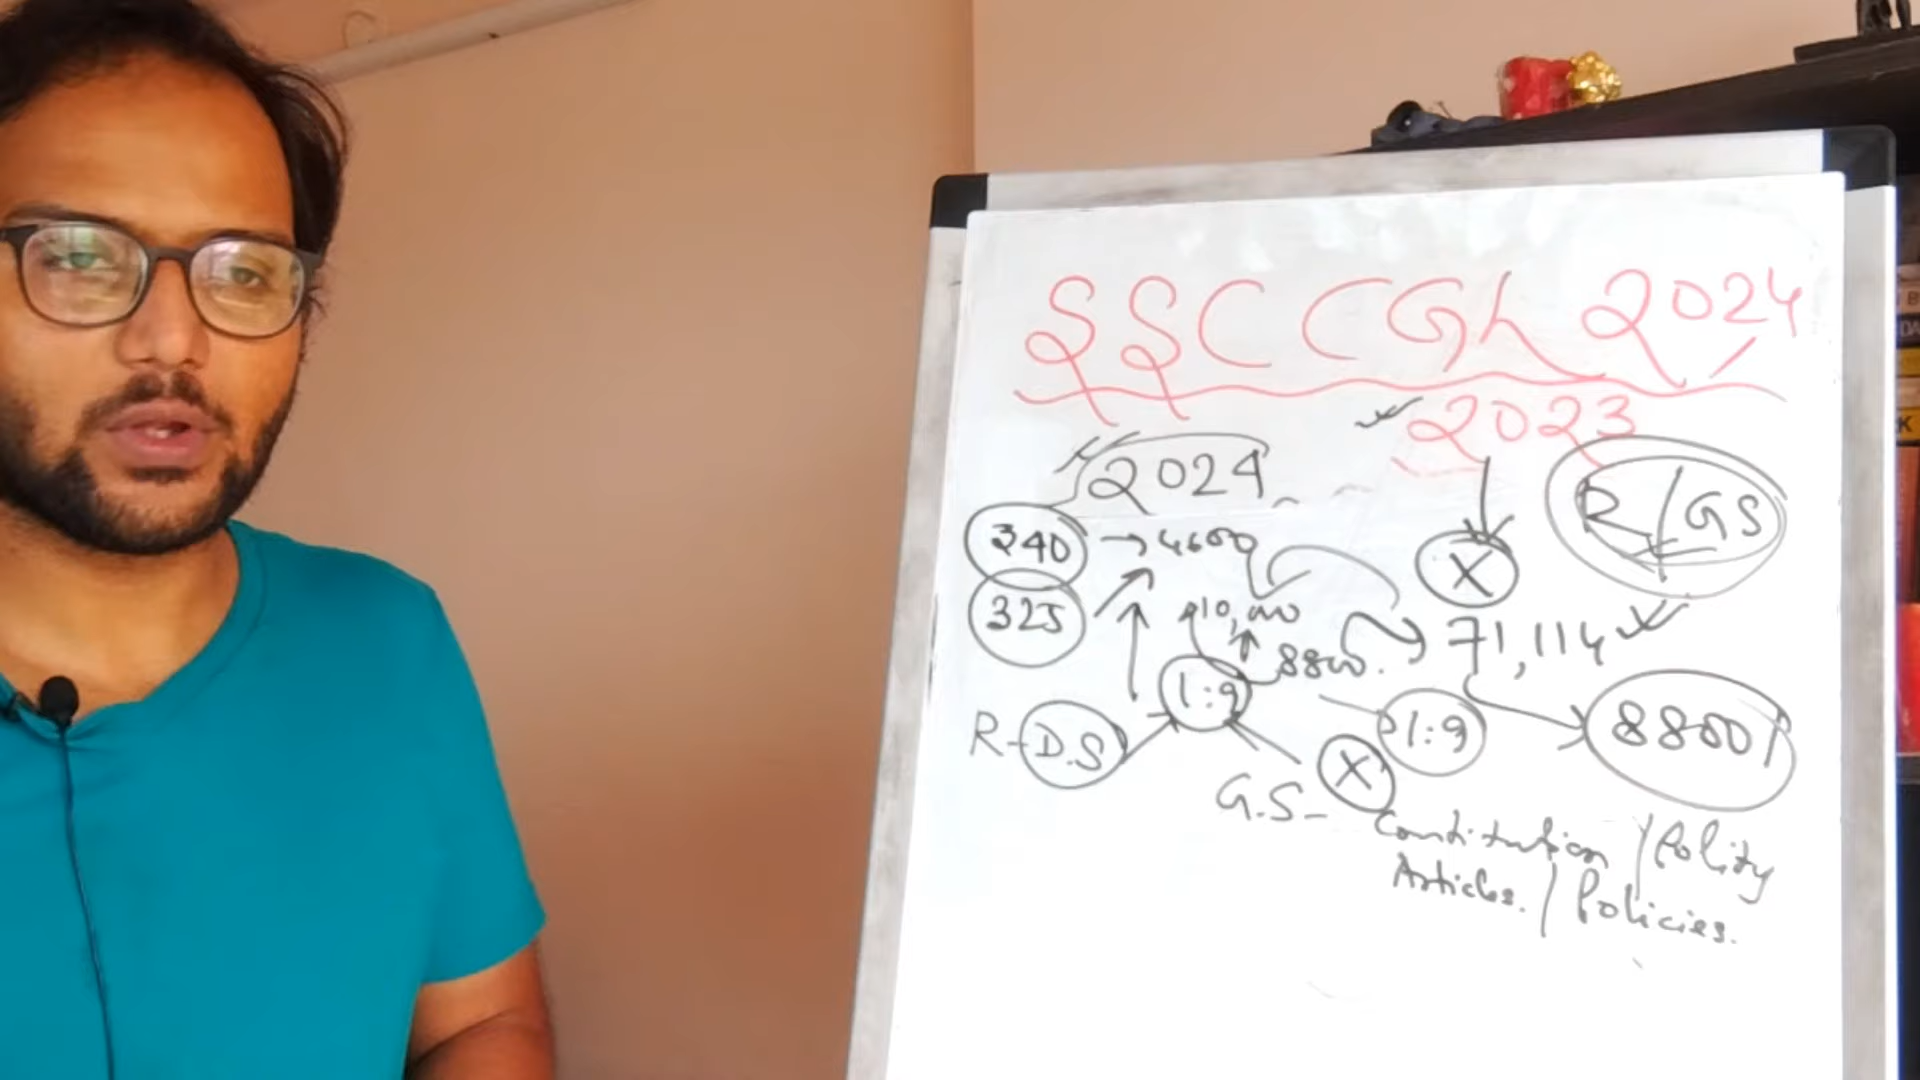 SSC CGL 2024
2023
2024
R/GS
340 → 4600
X
325
10,000
71,114
8800.
1:9
1:9
8800
R-D.S
X
G.S-
Constitution / Polity
Articles. / Policies.